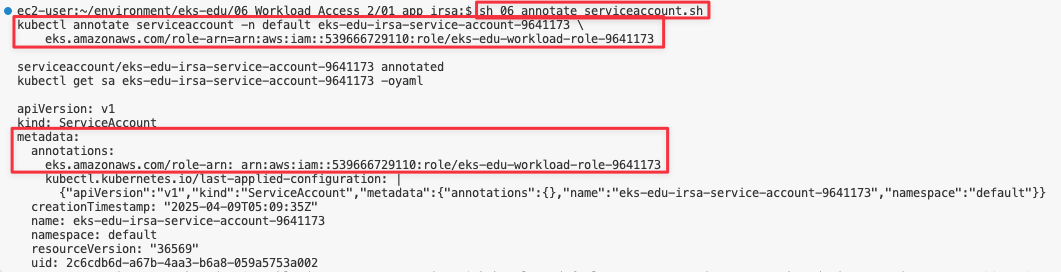 ec2-user:~/environment/eks-edu/06_Workload_Access_2/01_app_irsa:$ sh 06_annotate_serviceaccount.sh
kubectl annotate serviceaccount -n default eks-edu-irsa-service-account-9641173 \
    eks.amazonaws.com/role-arn=arn:aws:iam::539666729110:role/eks-edu-workload-role-9641173
serviceaccount/eks-edu-irsa-service-account-9641173 annotated
kubectl get sa eks-edu-irsa-service-account-9641173 -oyaml
apiVersion: v1
kind: ServiceAccount
metadata:
  annotations:
    eks.amazonaws.com/role-arn: arn:aws:iam::539666729110:role/eks-edu-workload-role-9641173
    kubectl.kubernetes.io/last-applied-configuration: |
      {"apiVersion":"v1","kind":"ServiceAccount","metadata":{"annotations":{},"name":"eks-edu-irsa-service-account-9641173","namespace":"default"}}
  creationTimestamp: "2025-04-09T05:09:35Z"
  name: eks-edu-irsa-service-account-9641173
  namespace: default
  resourceVersion: "36569"
  uid: 2c6cdb6d-a67b-4aa3-b6a8-059a5753a002